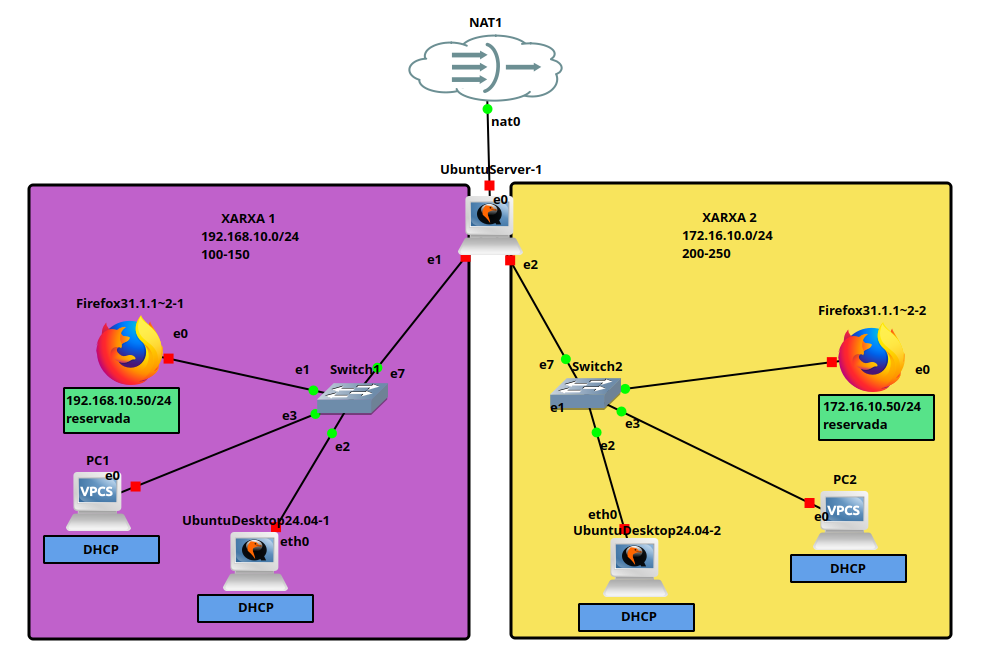 NAT1
nat0
UbuntuServer-1
e0
e1
e2
XARXA 1
192.168.10.0/24
100-150
Firefox31.1.1~2-1
e0
192.168.10.50/24
reservada
e1
Switch1
e7
e3
e2
PC1
e0
VPCS
DHCP
UbuntuDesktop24.04-1
eth0
DHCP
XARXA 2
172.16.10.0/24
200-250
Firefox31.1.1~2-2
e0
172.16.10.50/24
reservada
e7
Switch2
e1
e3
e2
PC2
e0
VPCS
DHCP
eth0
UbuntuDesktop24.04-2
DHCP